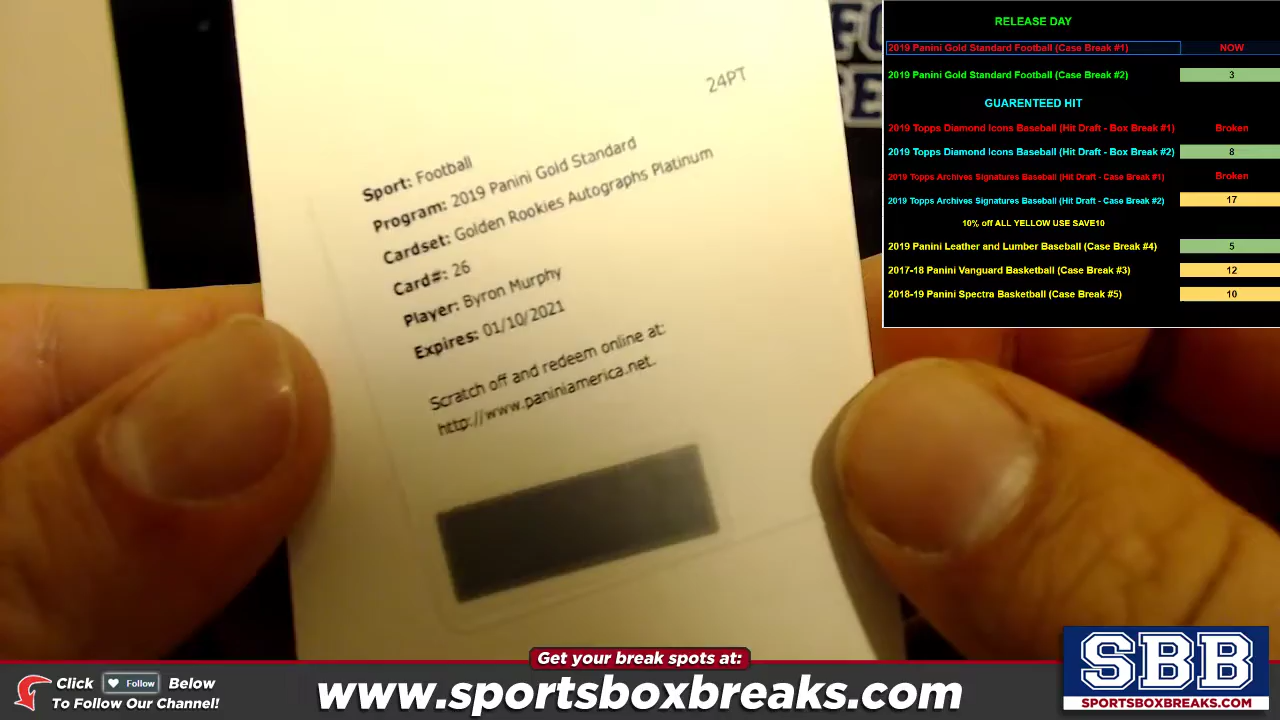 24PT
Sport: Football
Program: 2019 Panini Gold Standard
Cardset: Golden Rookies Autographs Platinum
Card#: 26
Player: Byron Murphy
Expires: 01/10/2021
Scratch off and redeem online at:
http://www.paniniamerica.net.
RELEASE DAY
2019 Panini Gold Standard Football (Case Break #1) NOW
2019 Panini Gold Standard Football (Case Break #2) 3
GUARENTEED HIT
2019 Topps Diamond Icons Baseball (Hit Draft - Box Break #1) Broken
2019 Topps Diamond Icons Baseball (Hit Draft - Box Break #2) 8
2019 Topps Archives Signatures Baseball (Hit Draft - Case Break #1) Broken
2019 Topps Archives Signatures Baseball (Hit Draft - Case Break #2) 17
10% off ALL YELLOW USE SAVE10
2019 Panini Leather and Lumber Baseball (Case Break #4) 5
2017-18 Panini Vanguard Basketball (Case Break #3) 12
2018-19 Panini Spectra Basketball (Case Break #5) 10
Get your break spots at:
Click Follow Below
To Follow Our Channel!
www.sportsboxbreaks.com
SBB
SPORTSBOXBREAKS.COM